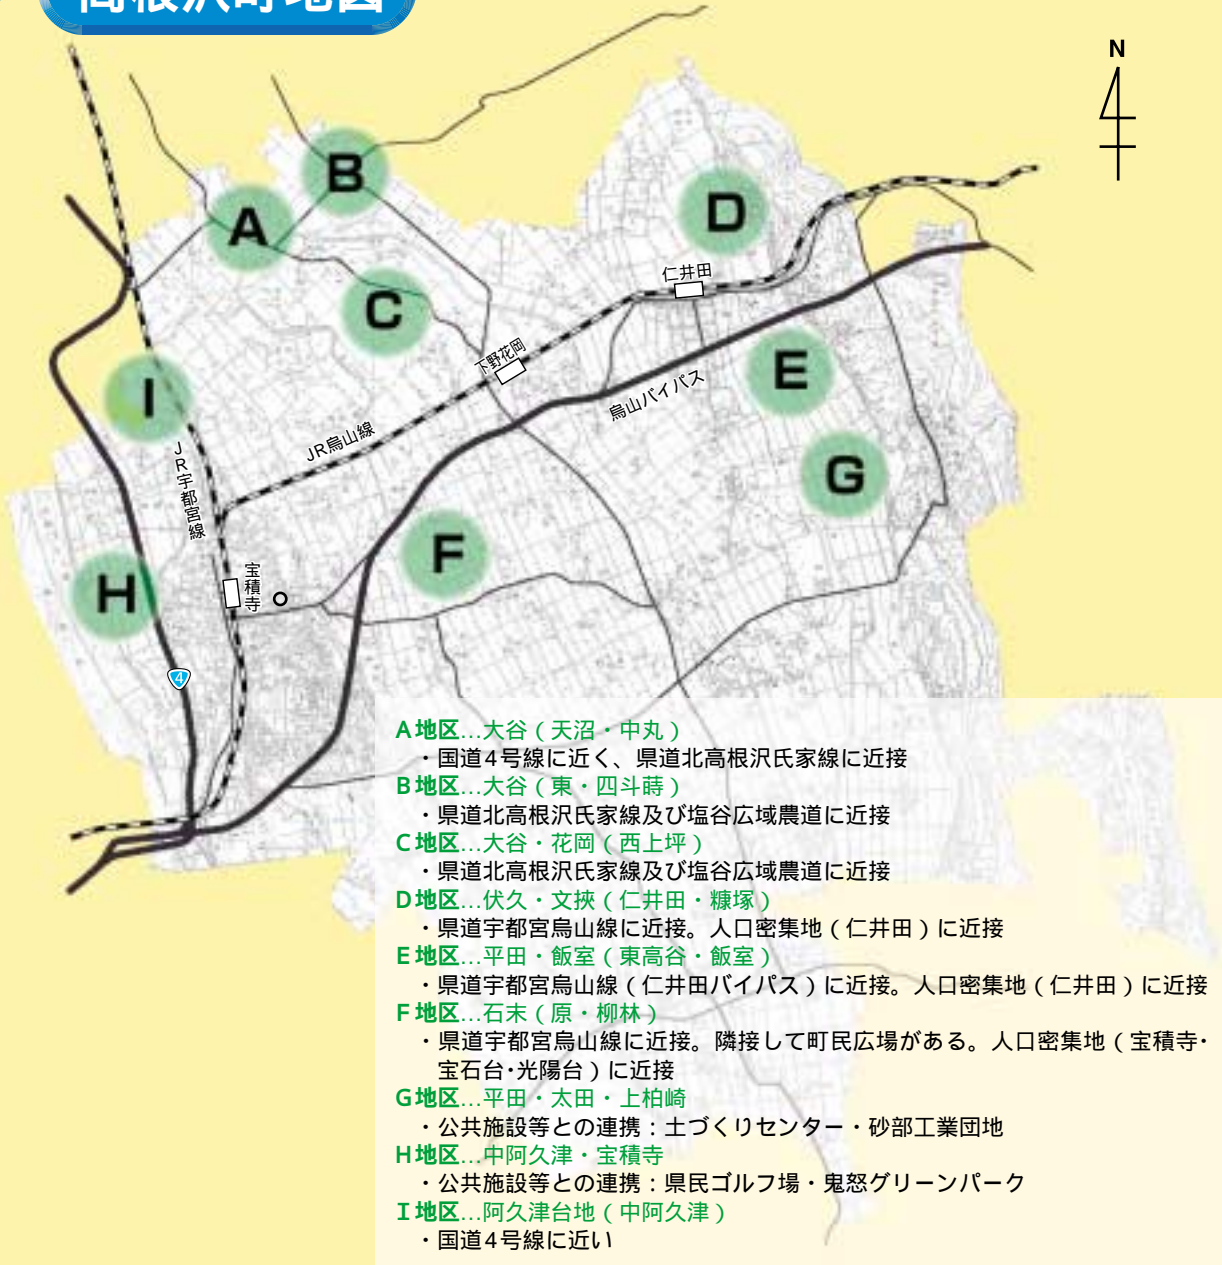 高根沢町地図
N
B
A
D
C
仁井田
下野花岡
E
I
烏山バイパス
JR烏山線
JR宇都宮線
G
F
宝積寺
H
4
A地区…大谷（天沼・中丸）
・国道4号線に近く、県道北高根沢氏家線に近接
B地区…大谷（東・四斗蒔）
・県道北高根沢氏家線及び塩谷広域農道に近接
C地区…大谷・花岡（西上坪）
・県道北高根沢氏家線及び塩谷広域農道に近接
D地区…伏久・文挾（仁井田・糠塚）
・県道宇都宮烏山線に近接。人口密集地（仁井田）に近接
E地区…平田・飯室（東高谷・飯室）
・県道宇都宮烏山線（仁井田バイパス）に近接。人口密集地（仁井田）に近接
F地区…石末（原・柳林）
・県道宇都宮烏山線に近接。隣接して町民広場がある。人口密集地（宝積寺・
宝石台・光陽台）に近接
G地区…平田・太田・上柏崎
・公共施設等との連携：土づくりセンター・砂部工業団地
H地区…中阿久津・宝積寺
・公共施設等との連携：県民ゴルフ場・鬼怒グリーンパーク
I地区…阿久津台地（中阿久津）
・国道4号線に近い